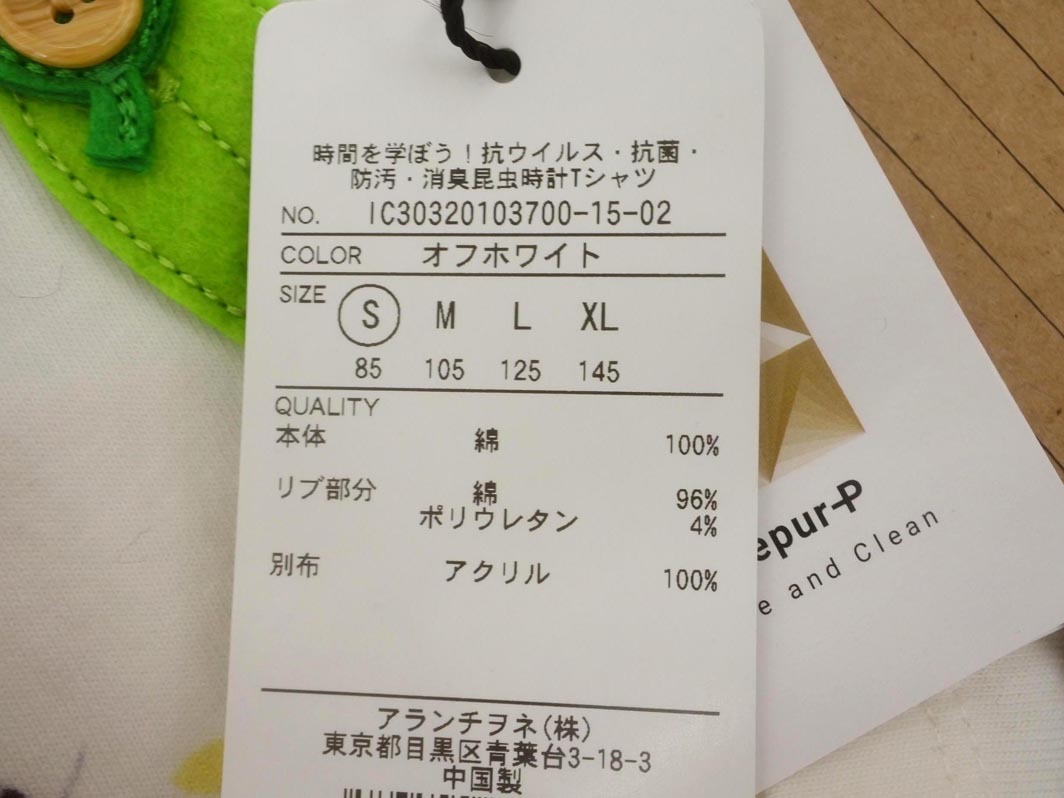 時間を学ぼう！抗ウイルス・抗菌・
防汚・消臭昆虫時計Tシャツ
NO. IC30320103700-15-02
COLOR オフホワイト
SIZE S M L XL
85 105 125 145
QUALITY
本体 綿 100%
リブ部分 綿 96%
ポリウレタン 4%
別布 アクリル 100%
アランチヲネ(株)
東京都目黒区青葉台3-18-3
中国製
epur-P
e and Clean